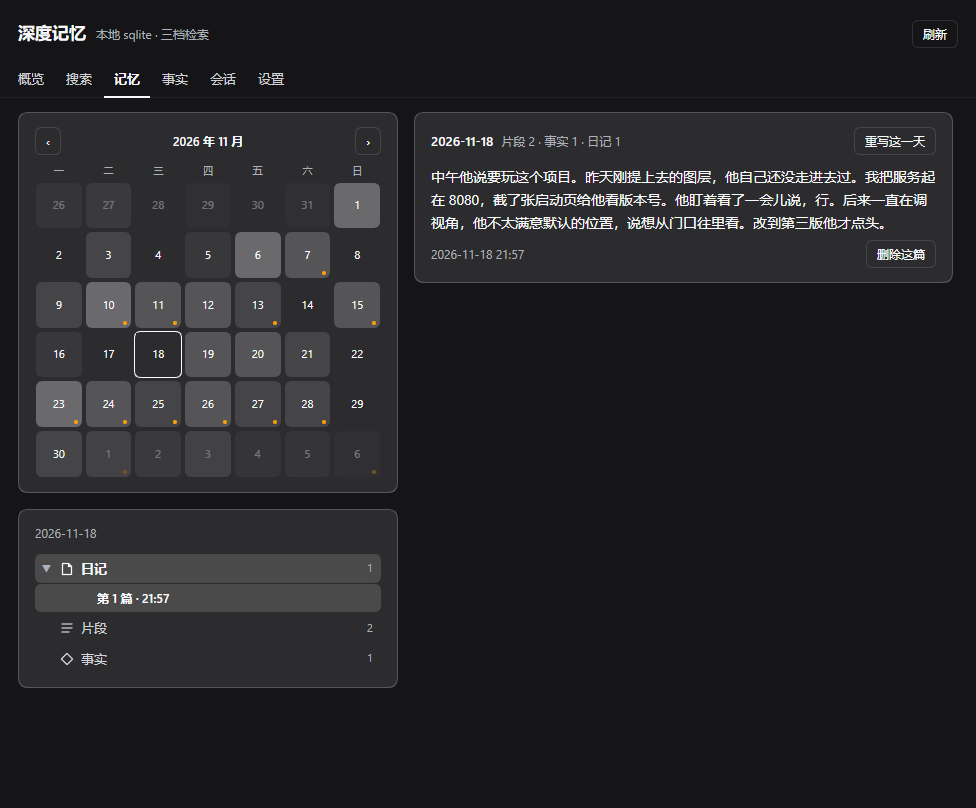 深度记忆 本地 sqlite · 三档检索
刷新
概览 搜索 记忆 事实 会话 设置
‹ 2026 年 11 月 ›
一 二 三 四 五 六 日
26 27 28 29 30 31 1
2 3 4 5 6 7 8
9 10 11 12 13 14 15
16 17 18 19 20 21 22
23 24 25 26 27 28 29
30 1 2 3 4 5 6
2026-11-18
日记 1
第 1 篇 · 21:57
片段 2
事实 1
2026-11-18 片段 2 · 事实 1 · 日记 1
重写这一天
中午他说要玩这个项目。昨天刚提上去的图层，他自己还没走进去过。我把服务起
在 8080，截了张启动页给他看版本号。他盯着看了一会儿说，行。后来一直在调
视角，他不太满意默认的位置，说想从门口往里看。改到第三版他才点头。
2026-11-18 21:57
删除这篇